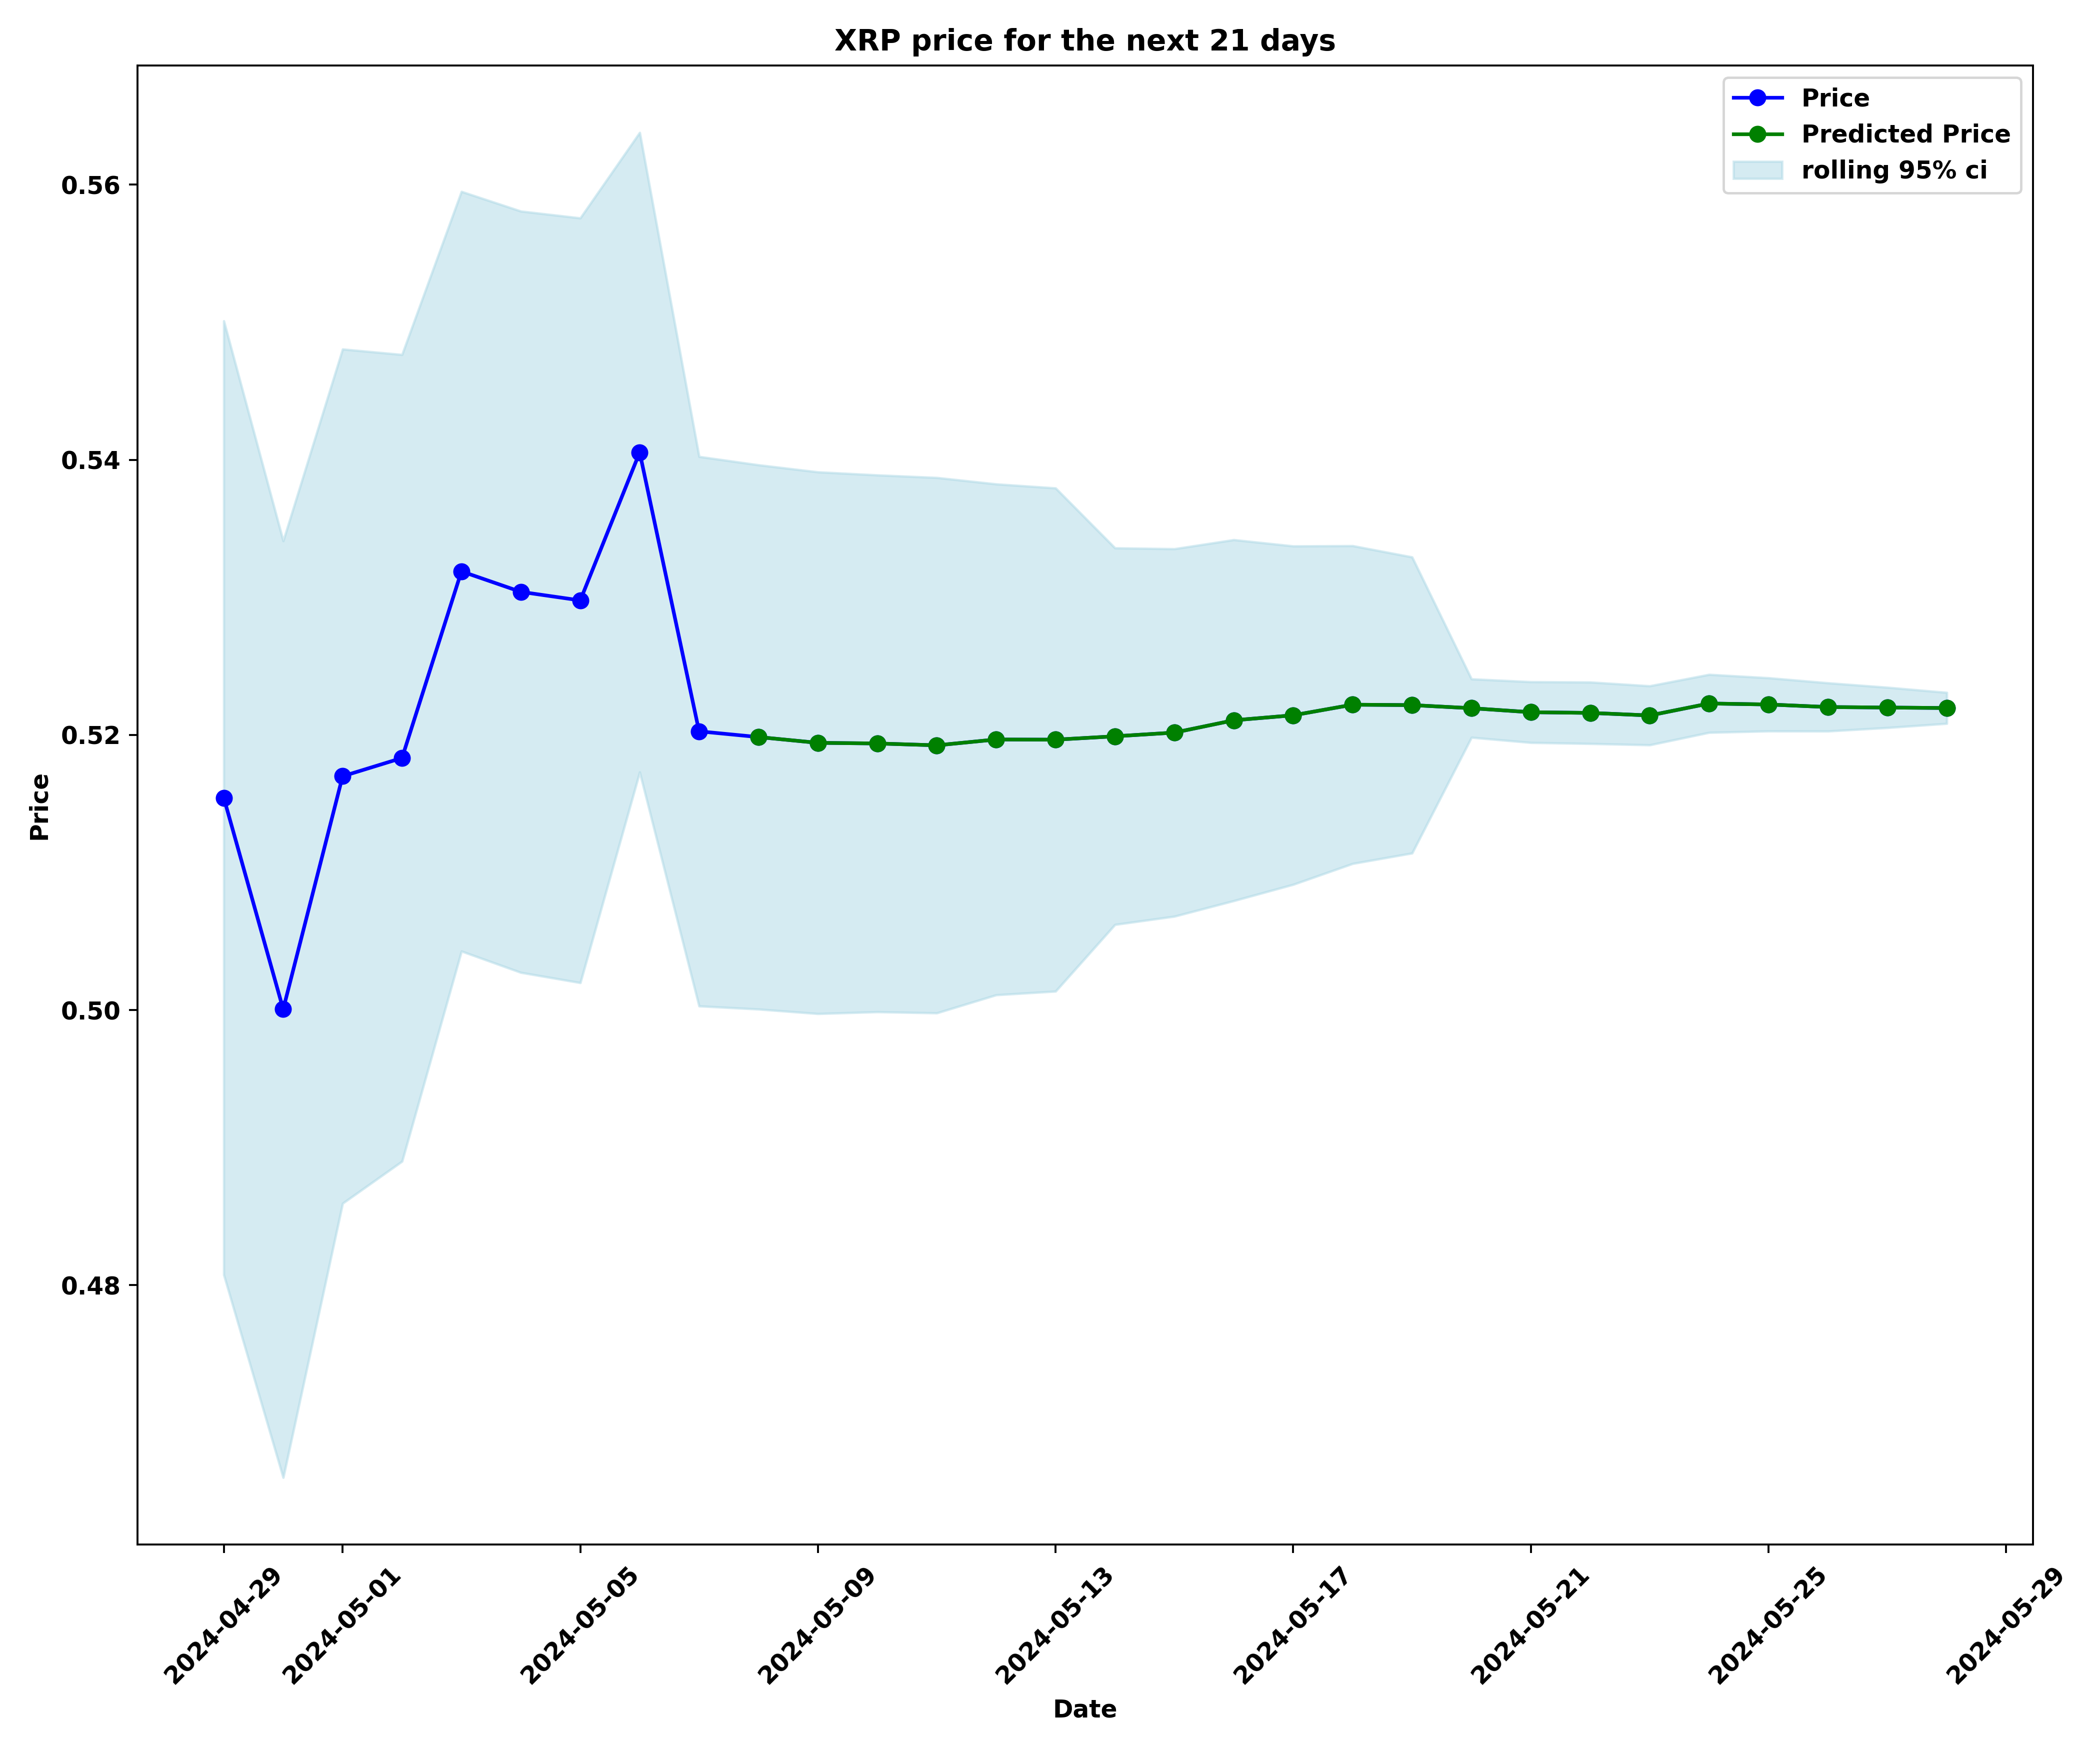 XRP price for the next 21 days
Price
Predicted Price
rolling 95% ci
0.56
0.54
0.52
0.50
0.48
Price
2024-04-29
2024-05-01
2024-05-05
2024-05-09
2024-05-13
2024-05-17
2024-05-21
2024-05-25
2024-05-29
Date